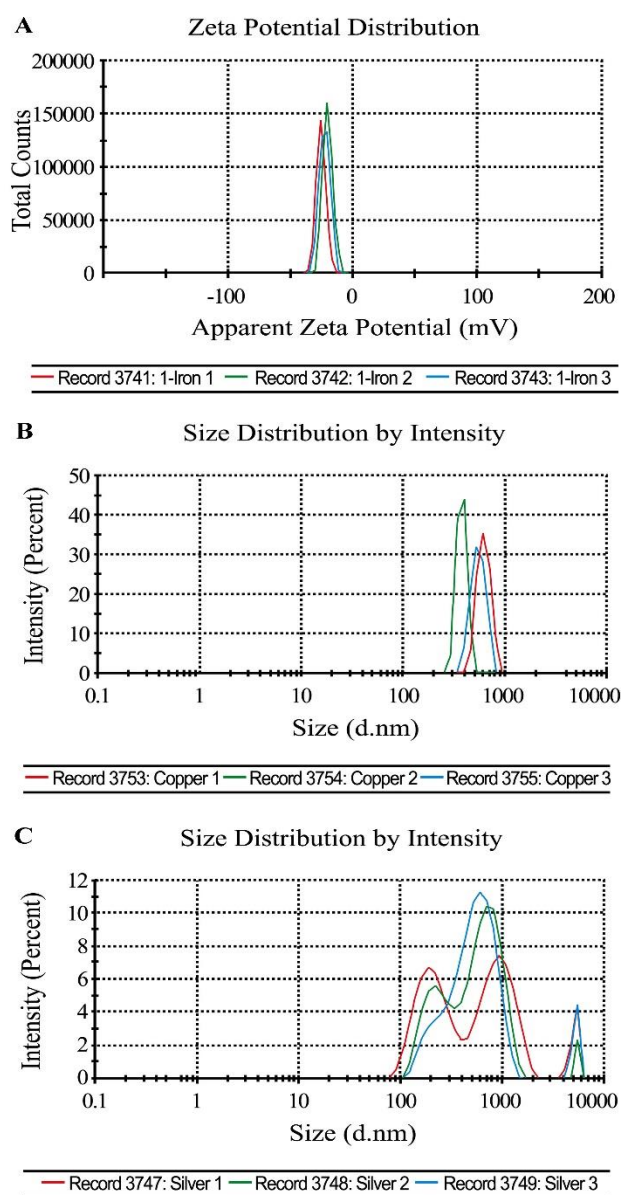 A
Zeta Potential Distribution
200000
150000
100000
50000
0
Total Counts
-100 0 100 200
Apparent Zeta Potential (mV)
Record 3741: 1-Iron 1 Record 3742: 1-Iron 2 Record 3743: 1-Iron 3
B
Size Distribution by Intensity
50
40
30
20
10
0
Intensity (Percent)
0.1 1 10 100 1000 10000
Size (d.nm)
Record 3753: Copper 1 Record 3754: Copper 2 Record 3755: Copper 3
C
Size Distribution by Intensity
12
10
8
6
4
2
0
Intensity (Percent)
0.1 1 10 100 1000 10000
Size (d.nm)
Record 3747: Silver 1 Record 3748: Silver 2 Record 3749: Silver 3